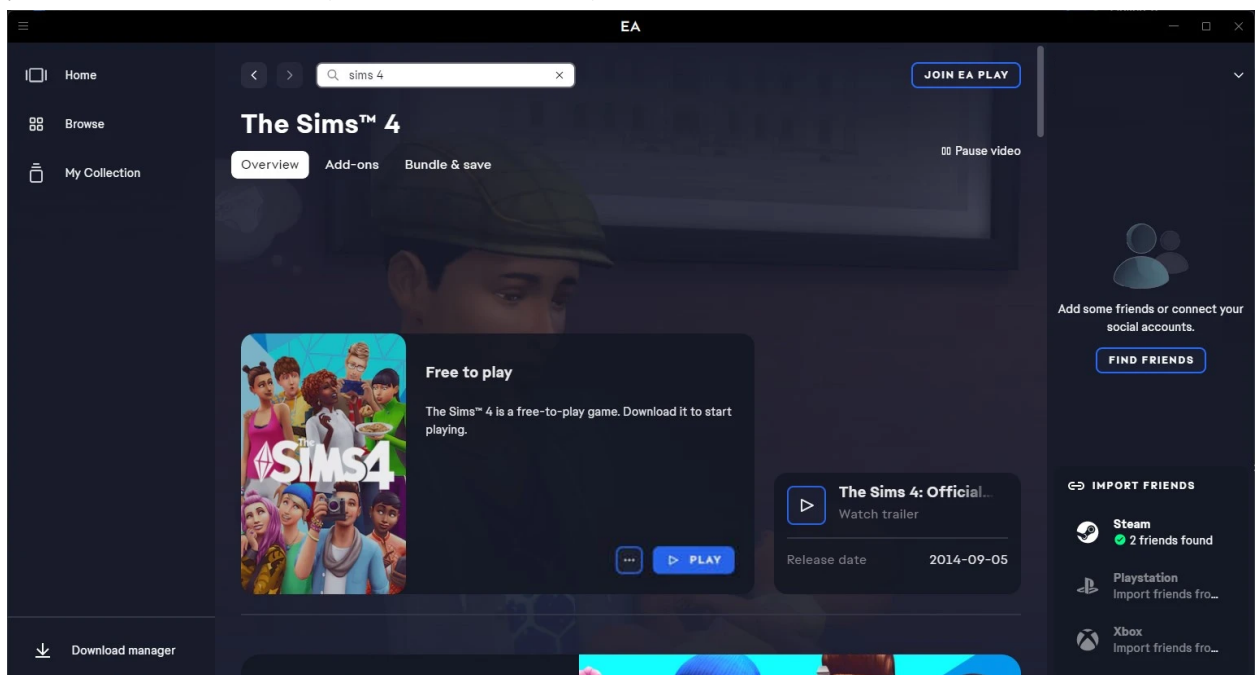 EA
Home
Browse
My Collection
Download manager
sims 4
JOIN EA PLAY
The Sims™ 4
Overview
Add-ons
Bundle & save
Pause video
The
SIMS4
Free to play
The Sims™ 4 is a free-to-play game. Download it to start
playing.
PLAY
The Sims 4: Official...
Watch trailer
Release date 2014-09-05
Add some friends or connect your
social accounts.
FIND FRIENDS
IMPORT FRIENDS
Steam
2 friends found
Playstation
Import friends fro...
Xbox
Import friends fro...